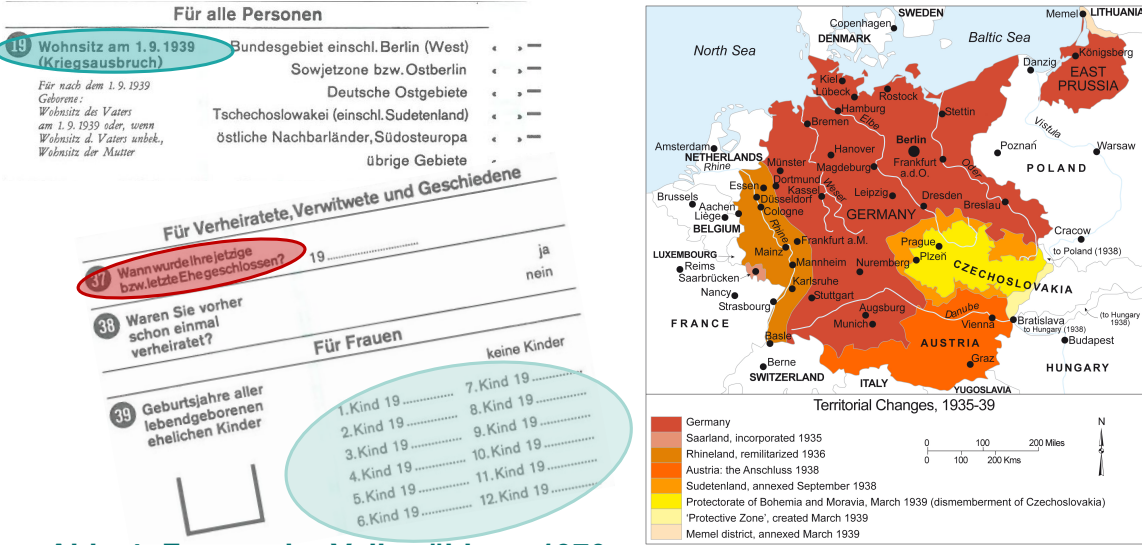 Für alle Personen
19 Wohnsitz am 1.9.1939
(Kriegsausbruch)
Für nach dem 1.9.1939
Geborene:
Wohnsitz des Vaters
am 1.9.1939 oder, wenn
Wohnsitz d. Vaters unbek.,
Wohnsitz der Mutter
Bundesgebiet einschl. Berlin (West)
Sowjetzone bzw. Ostberlin
Deutsche Ostgebiete
Tschechoslowakei (einschl. Sudetenland)
östliche Nachbarländer, Südosteuropa
übrige Gebiete
Für Verheiratete, Verwitwete und Geschiedene
37 Wann wurde Ihre jetzige
bzw. letzte Ehe geschlossen?
19 ....................
ja
nein
38 Waren Sie vorher
schon einmal
verheiratet?
Für Frauen
keine Kinder
39 Geburtsjahre aller
lebendgeborenen
ehelichen Kinder
1. Kind 19 ............ 7. Kind 19 ............
2. Kind 19 ............ 8. Kind 19 ............
3. Kind 19 ............ 9. Kind 19 ............
4. Kind 19 ............ 10. Kind 19 ............
5. Kind 19 ............ 11. Kind 19 ............
6. Kind 19 ............ 12. Kind 19 ............
SWEDEN
Memel
LITHUANIA
Copenhagen
DENMARK
North Sea
Baltic Sea
Königsberg
Danzig
EAST
PRUSSIA
Kiel
Lübeck
Rostock
Hamburg
Stettin
Bremen
Elbe
Vistula
Amsterdam
NETHERLANDS
Rhine
Hanover
Berlin
Poznań
Warsaw
Münster
Magdeburg
Frankfurt
a.d.O.
Oder
POLAND
Essen
Dortmund
Kassel
Weser
Leipzig
Dresden
Breslau
Brussels
Düsseldorf
Aachen
Cologne
Liège
GERMANY
BELGIUM
Rhine
Frankfurt a.M.
Prague
Cracow
Mainz
Plzeň
to Poland (1938)
LUXEMBOURG
Reims
Mannheim
Nuremberg
CZECHOSLOVAKIA
Saarbrücken
Karlsruhe
Nancy
Stuttgart
Strasbourg
Augsburg
Danube
(to Hungary
1938)
FRANCE
Munich
Vienna
Bratislava
to Hungary (1938)
Basle
AUSTRIA
Budapest
Berne
Graz
HUNGARY
SWITZERLAND
ITALY
YUGOSLAVIA
Territorial Changes, 1935-39
Germany
Saarland, incorporated 1935
Rhineland, remilitarized 1936
Austria: the Anschluss 1938
Sudetenland, annexed September 1938
Protectorate of Bohemia and Moravia, March 1939 (dismemberment of Czechoslovakia)
'Protective Zone', created March 1939
Memel district, annexed March 1939
0 100 200 Miles
0 100 200 Kms
N